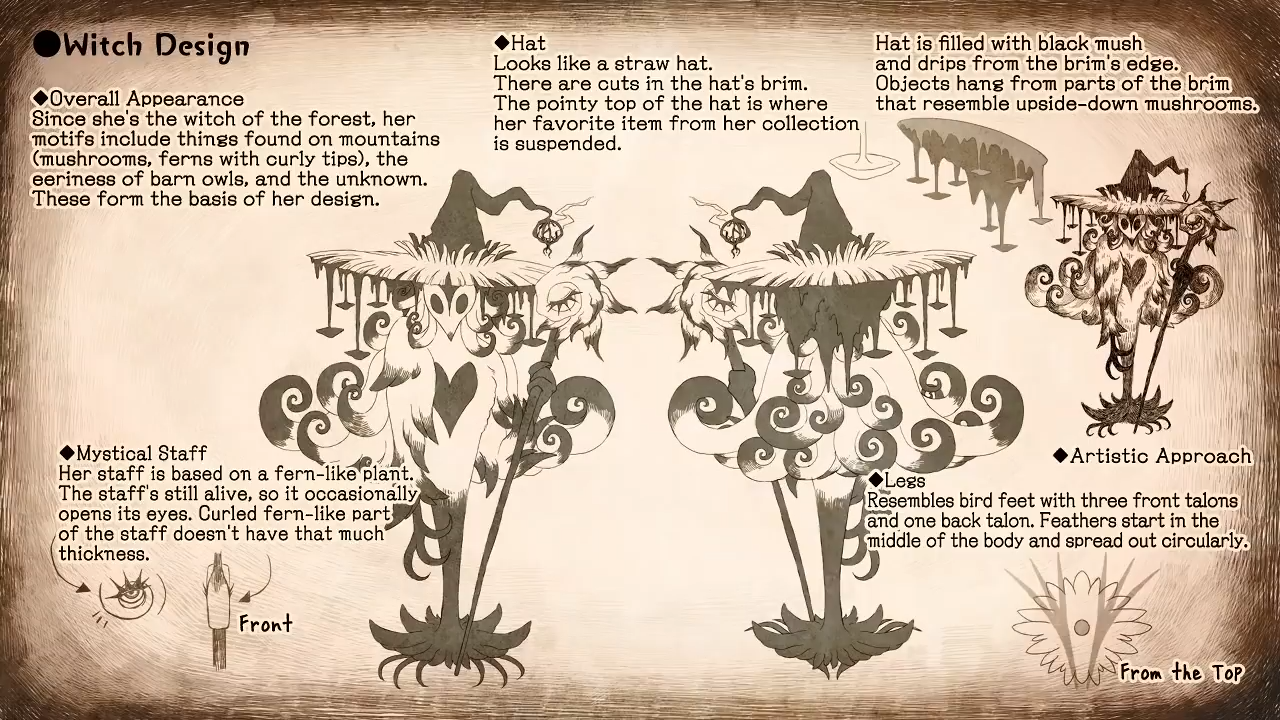 ●Witch Design
◆Overall Appearance
Since she's the witch of the forest, her
motifs include things found on mountains
(mushrooms, ferns with curly tips), the
eeriness of barn owls, and the unknown.
These form the basis of her design.
◆Hat
Looks like a straw hat.
There are cuts in the hat's brim.
The pointy top of the hat is where
her favorite item from her collection
is suspended.
Hat is filled with black mush
and drips from the brim's edge.
Objects hang from parts of the brim
that resemble upside-down mushrooms.
◆Mystical Staff
Her staff is based on a fern-like plant.
The staff's still alive, so it occasionally
opens its eyes. Curled fern-like part
of the staff doesn't have that much
thickness.
Front
◆Artistic Approach
◆Legs
Resembles bird feet with three front talons
and one back talon. Feathers start in the
middle of the body and spread out circularly.
From the Top